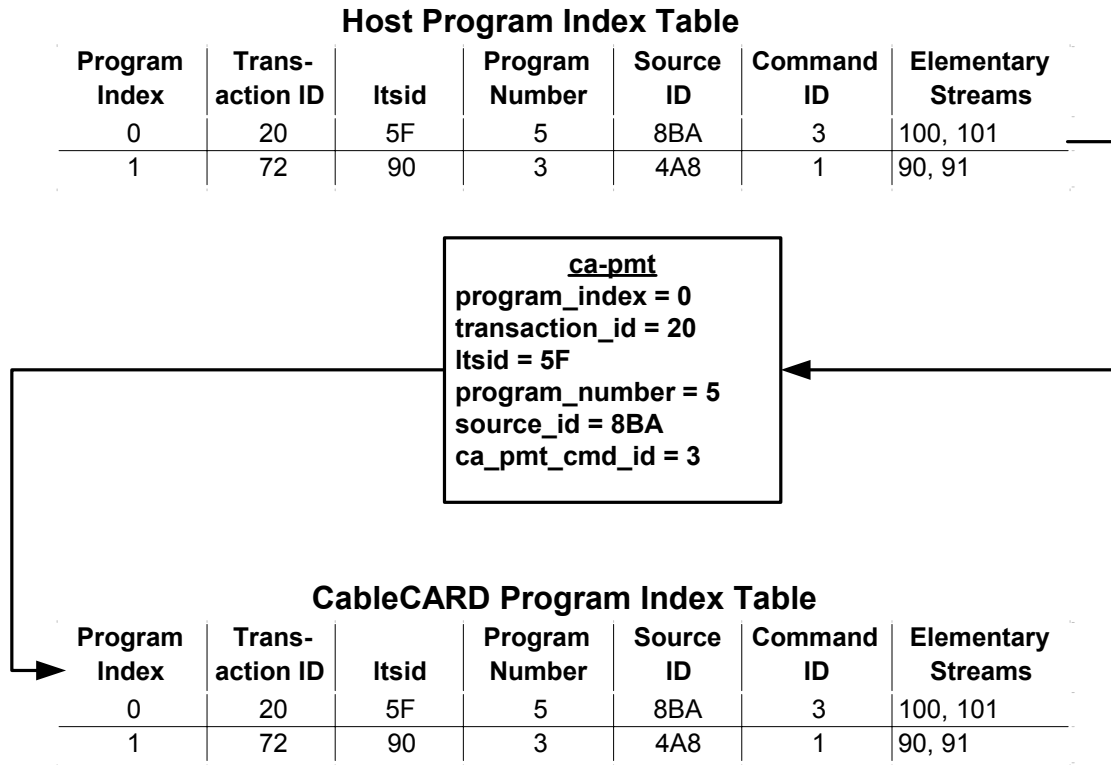 Host Program Index Table
Program Index | Trans-action ID | ltsid | Program Number | Source ID | Command ID | Elementary Streams
0 | 20 | 5F | 5 | 8BA | 3 | 100, 101
1 | 72 | 90 | 3 | 4A8 | 1 | 90, 91
ca-pmt
program_index = 0
transaction_id = 20
ltsid = 5F
program_number = 5
source_id = 8BA
ca_pmt_cmd_id = 3
CableCARD Program Index Table
Program Index | Trans-action ID | ltsid | Program Number | Source ID | Command ID | Elementary Streams
0 | 20 | 5F | 5 | 8BA | 3 | 100, 101
1 | 72 | 90 | 3 | 4A8 | 1 | 90, 91